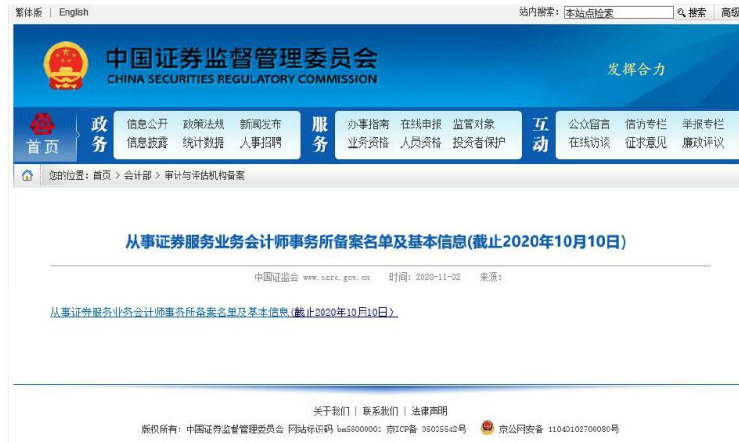 繁体版 | English 站内搜索: 本站点检索 搜索 高级
中国证券监督管理委员会
CHINA SECURITIES REGULATORY COMMISSION
发挥合力
首页
政务
信息公开 政策法规 新闻发布
信息披露 统计数据 人事招聘
服务
办事指南 在线申报 监管对象
业务资格 人员资格 投资者保护
互动
公众留言 信访专栏 举报专栏
在线访谈 征求意见 廉政评议
您的位置: 首页 > 会计部 > 审计与评估机构备案
从事证券服务业务会计师事务所备案名单及基本信息(截止2020年10月10日)
中国证监会 www.csrc.gov.cn 时间: 2020-11-02 来源:
从事证券服务业务会计师事务所备案名单及基本信息(截止2020年10月10日)
关于我们 | 联系我们 | 法律声明
版权所有: 中国证券监督管理委员会 网站标识码 bm56000001 京ICP备 05035542号 京公网安备 11040102700080号